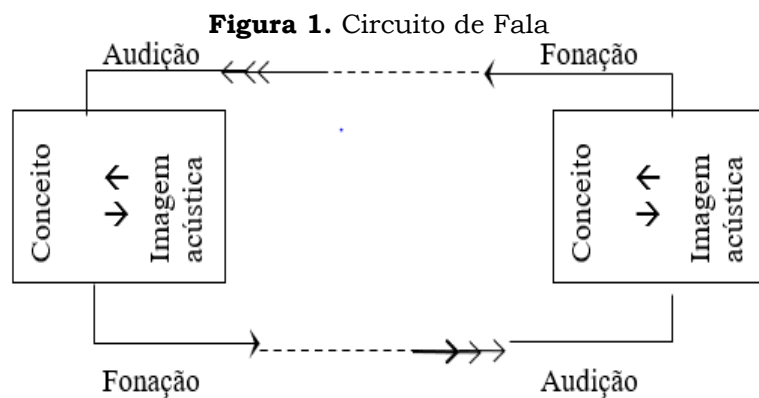 Figura 1. Circuito de Fala
Audição
Fonação
Conceito
Imagem
acústica
Conceito
Imagem
acústica
Fonação
Audição